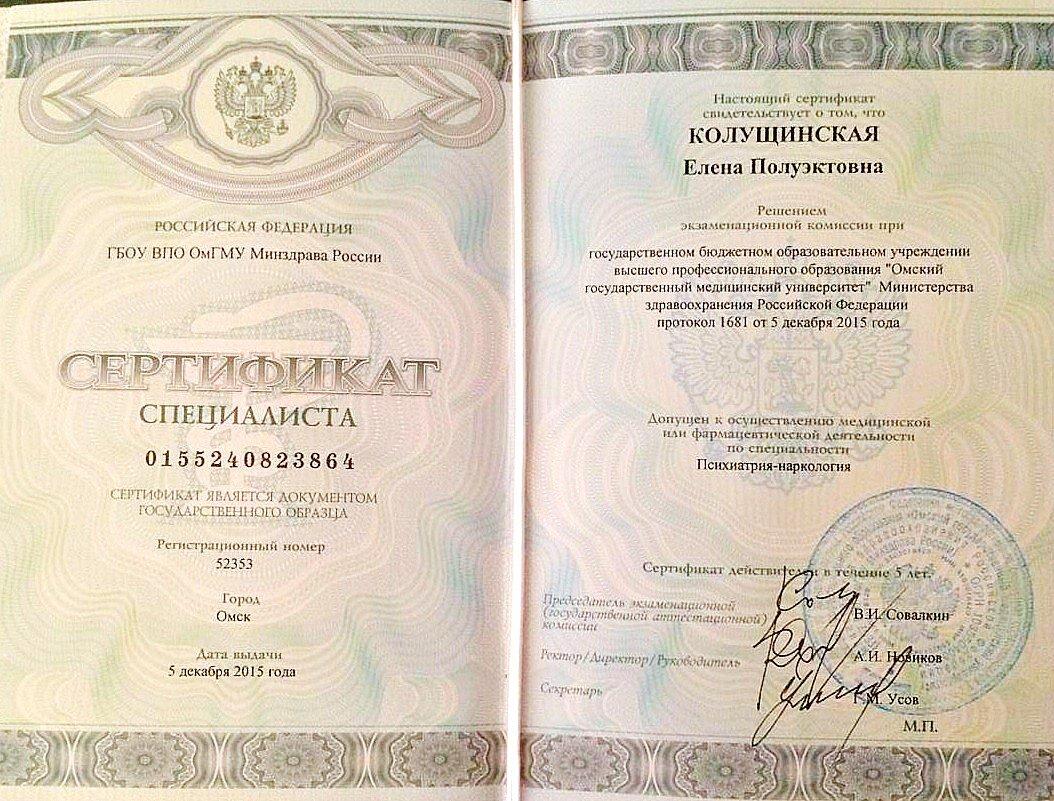 РОССИЙСКАЯ ФЕДЕРАЦИЯ
ГБОУ ВПО ОмГМУ Минздрава России
СЕРТИФИКАТ
СПЕЦИАЛИСТА
0155240823864
СЕРТИФИКАТ ЯВЛЯЕТСЯ ДОКУМЕНТОМ
ГОСУДАРСТВЕННОГО ОБРАЗЦА
Регистрационный номер
52353
Город
Омск
Дата выдачи
5 декабря 2015 года
Настоящий сертификат
свидетельствует о том, что
КОЛУЩИНСКАЯ
Елена Полуэктовна
Решением
экзаменационной комиссии при
государственном бюджетном образовательном учреждении
высшего профессионального образования "Омский
государственный медицинский университет" Министерства
здравоохранения Российской Федерации
протокол 1681 от 5 декабря 2015 года
Допущен к осуществлению медицинской
или фармацевтической деятельности
по специальности
Психиатрия-наркология
Сертификат действителен в течение 5 лет.
Председатель экзаменационной
(государственной аттестационной)
комиссии
В.И. Совалкин
Ректор/Директор/Руководитель
А.И. Новиков
Секретарь
Г.М. Усов
М.П.